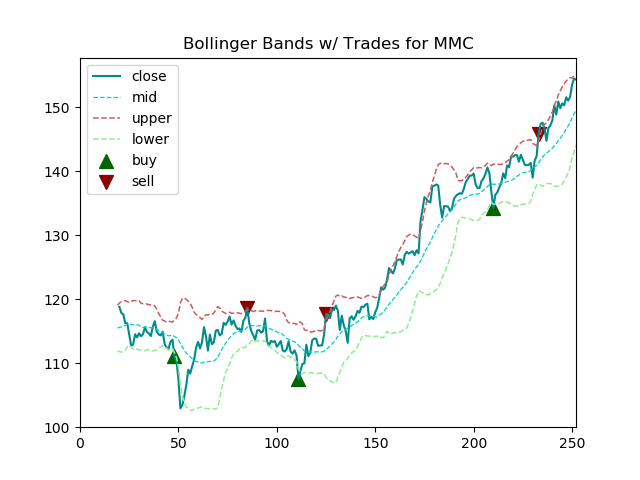 Bollinger Bands w/ Trades for MMC
close
mid
upper
lower
buy
sell
150
140
130
120
110
100
0 50 100 150 200 250